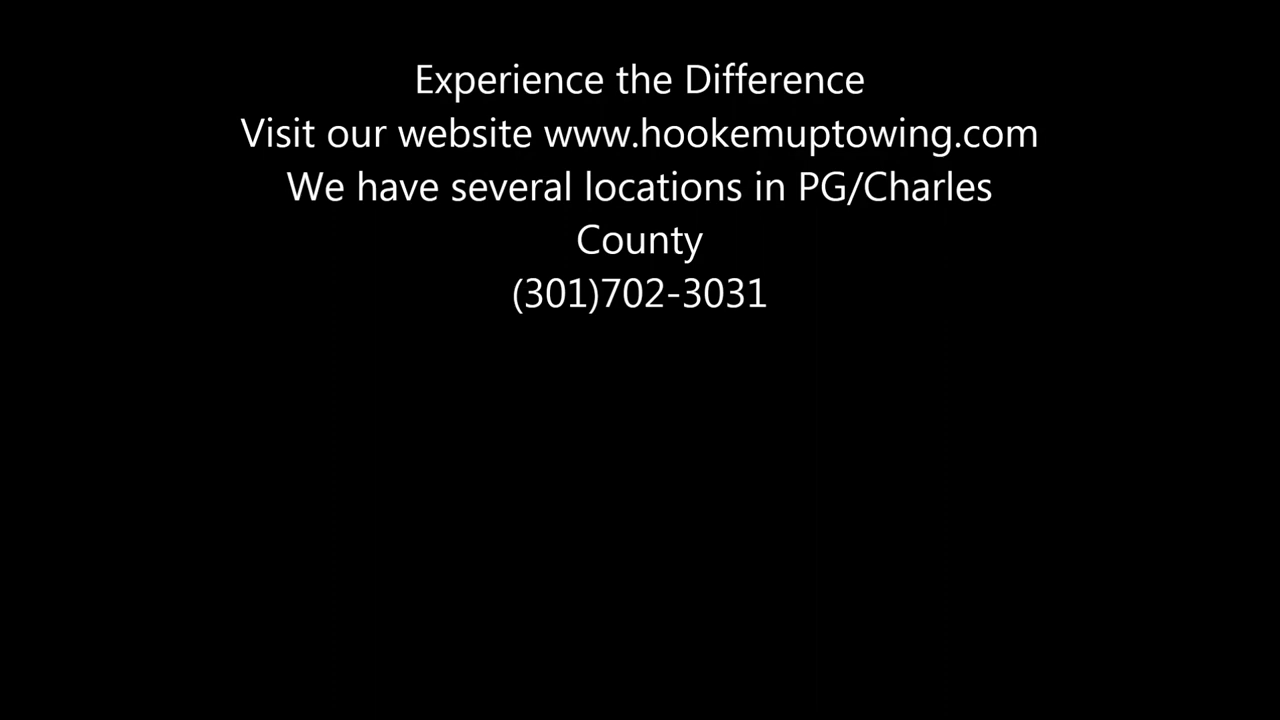 Experience the Difference
Visit our website www.hookemuptowing.com
We have several locations in PG/Charles
County
(301)702-3031